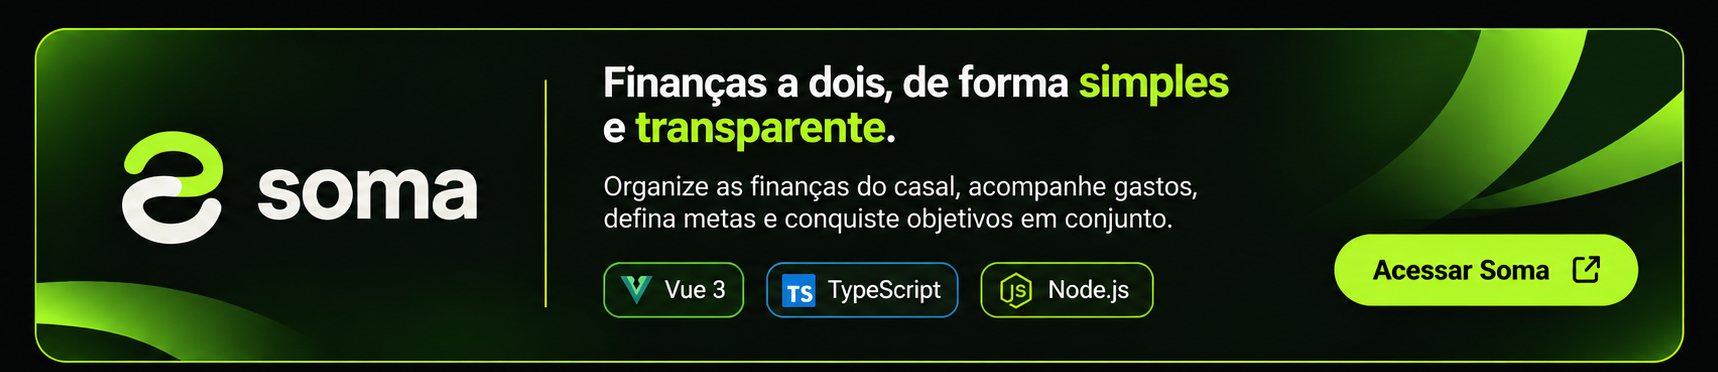 soma
Finanças a dois, de forma simples
e transparente.
Organize as finanças do casal, acompanhe gastos,
defina metas e conquiste objetivos em conjunto.
Vue 3
TS TypeScript
JS Node.js
Acessar Soma